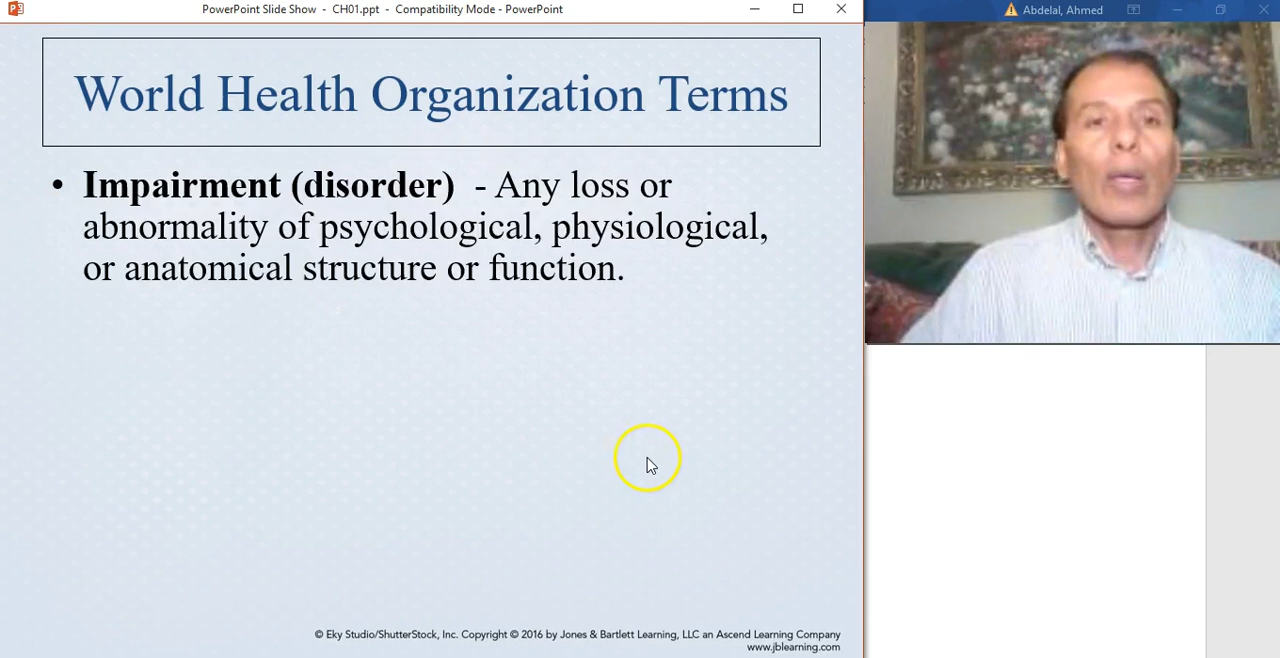 PowerPoint Slide Show - CH01.ppt - Compatibility Mode - PowerPoint
Abdelal, Ahmed
World Health Organization Terms
• Impairment (disorder) - Any loss or
abnormality of psychological, physiological,
or anatomical structure or function.
© Eky Studio/ShutterStock, Inc. Copyright © 2016 by Jones & Bartlett Learning, LLC an Ascend Learning Company
www.jblearning.com